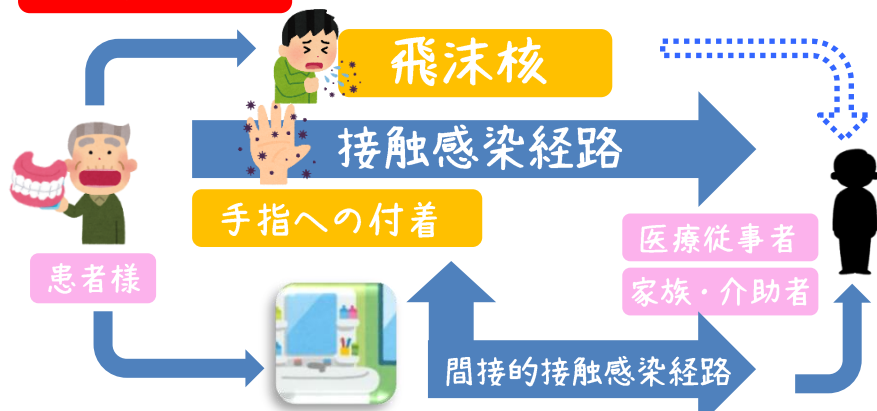 飛沫核
接触感染経路
手指への付着
医療従事者
患者様
家族・介助者
間接的接触感染経路